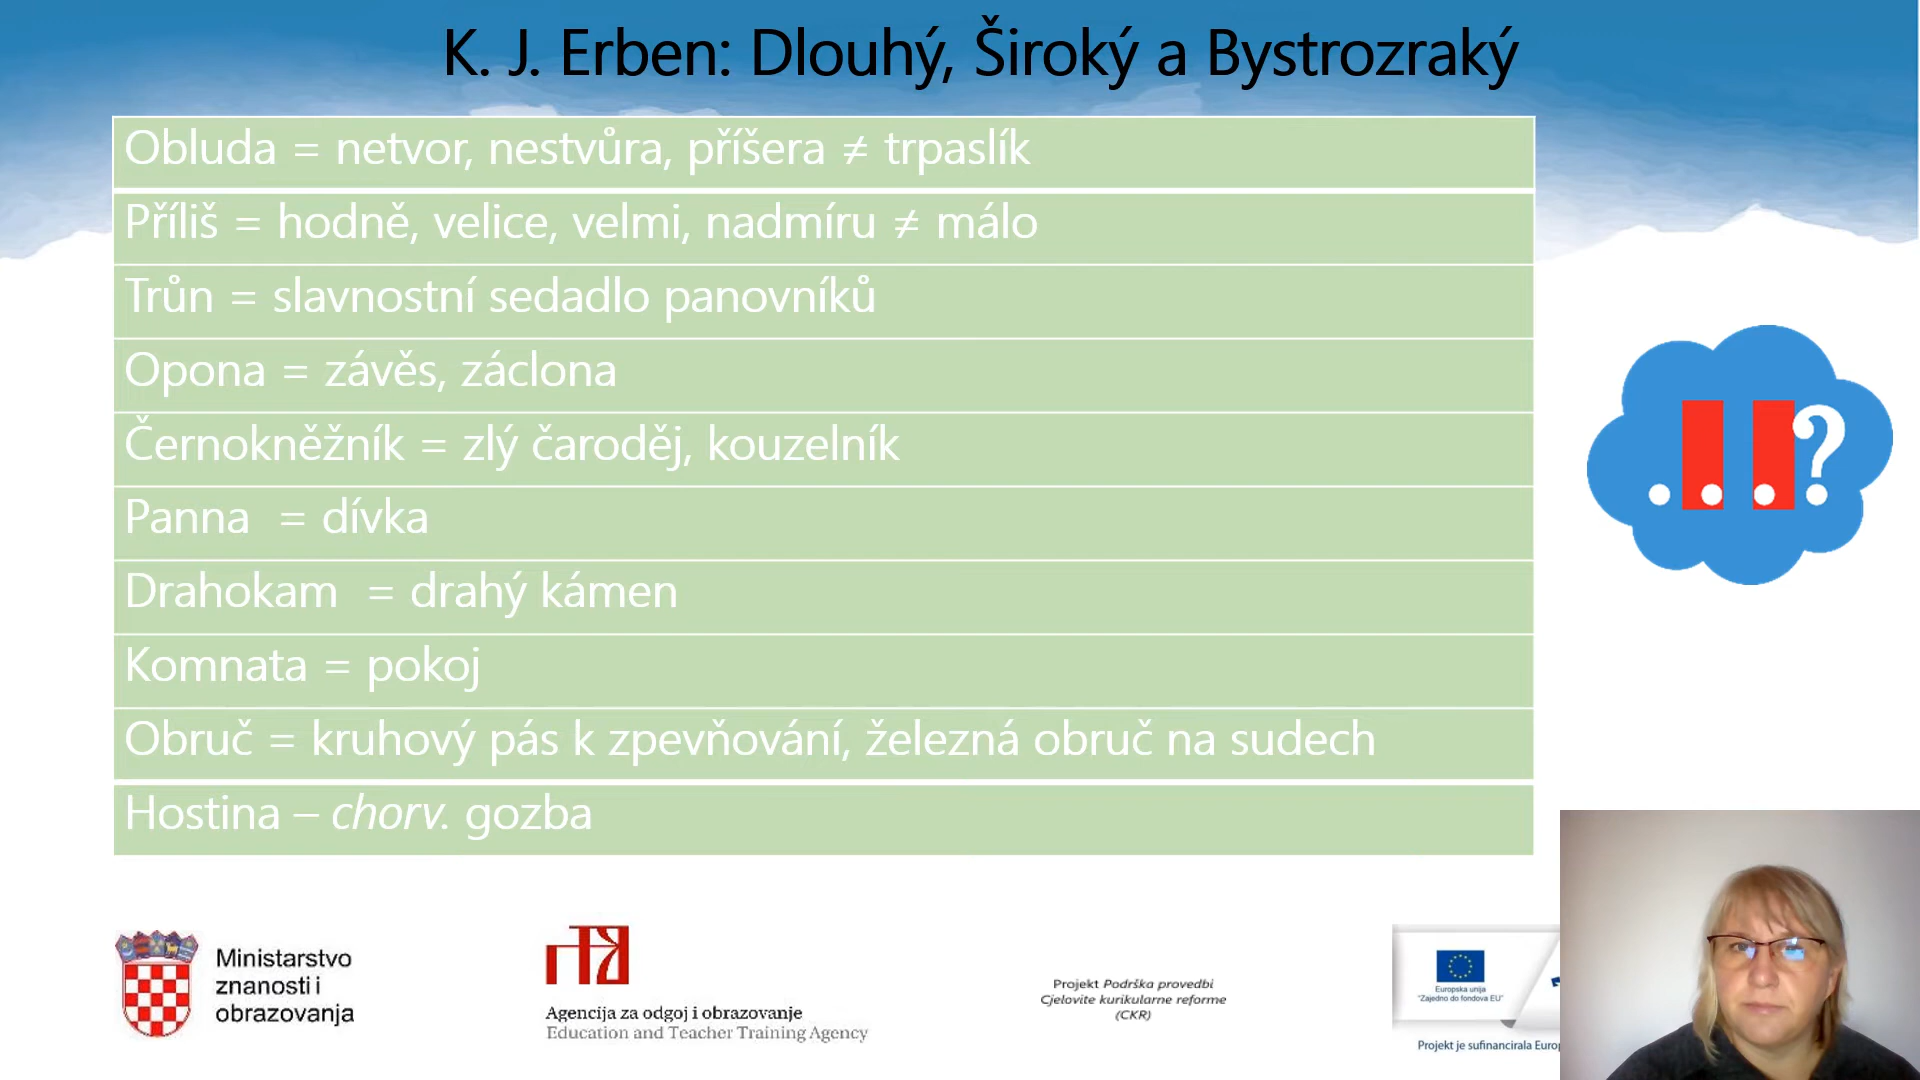 K. J. Erben: Dlouhý, Široký a Bystrozraký
Obluda = netvor, nestvůra, příšera ≠ trpaslík
Příliš = hodně, velice, velmi, nadmíru ≠ málo
Trůn = slavnostní sedadlo panovníků
Opona = závěs, záclona
Černokněžník = zlý čaroděj, kouzelník
Panna = dívka
Drahokam = drahý kámen
Komnata = pokoj
Obruč = kruhový pás k zpevňování, železná obruč na sudech
Hostina – chorv. gozba
...?
Ministarstvo
znanosti i
obrazovanja
Agencija za odgoj i obrazovanje
Education and Teacher Training Agency
Projekt Podrška provedbi
Cjelovite kurikularne reforme
(CKR)
Europska unija
"Zajedno do fondova EU"
Projekt je sufinancirala